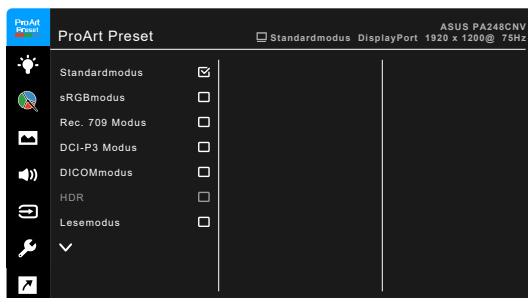 ProArt
Preset
ProArt Preset
ASUS PA248CNV
Standardmodus DisplayPort 1920 x 1200@ 75Hz
Standardmodus
sRGBmodus
Rec. 709 Modus
DCI-P3 Modus
DICOMmodus
HDR
Lesemodus